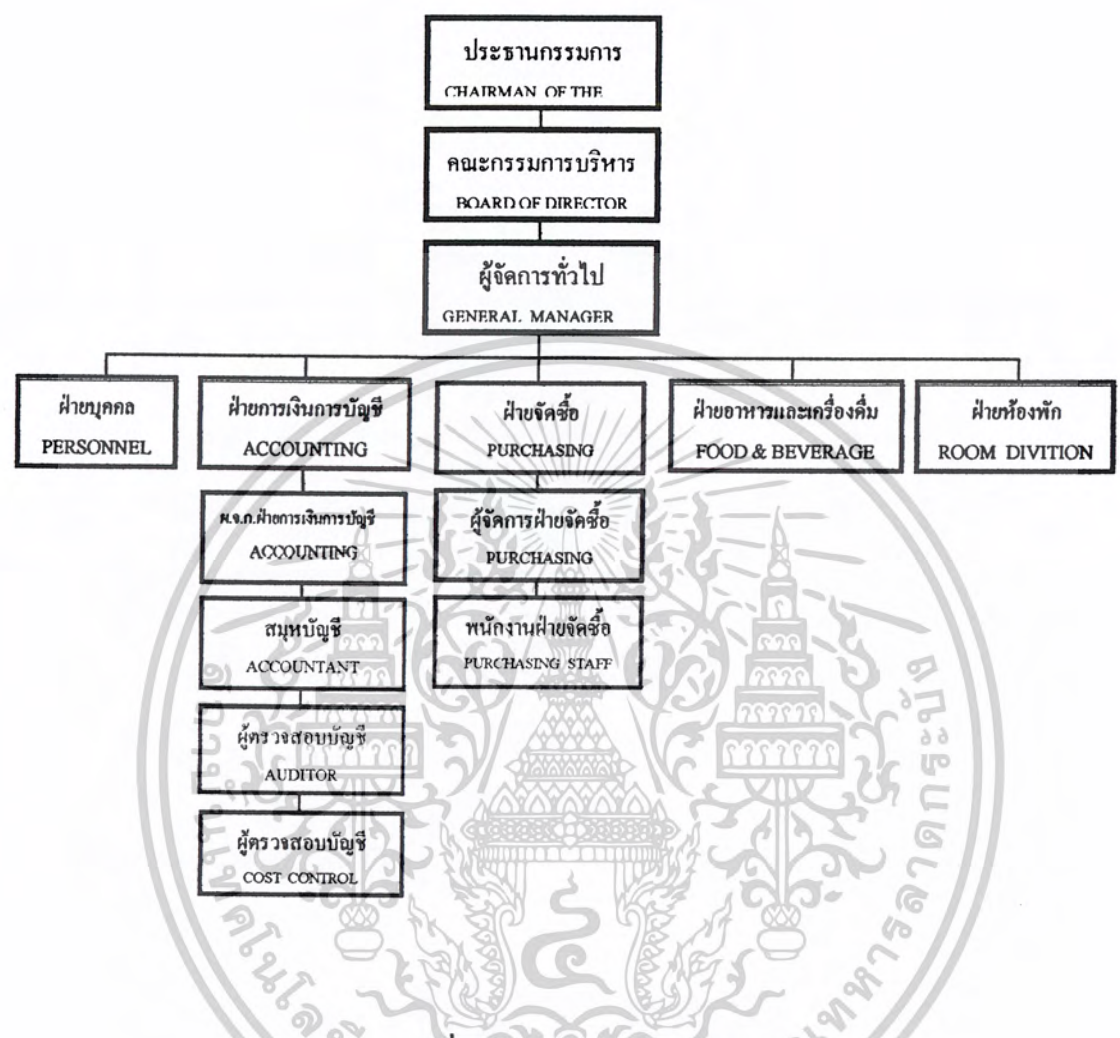 ประธานกรรมการ
CHAIRMAN OF THE
คณะกรรมการบริหาร
BOARD OF DIRECTOR
ผู้จัดการทั่วไป
GENERAL MANAGER
ฝ่ายบุคคล
PERSONNEL
ฝ่ายการเงินการบัญชี
ACCOUNTING
ฝ่ายจัดซื้อ
PURCHASING
ฝ่ายอาหารและเครื่องดื่ม
FOOD & BEVERAGE
ฝ่ายห้องพัก
ROOM DIVITION
ผ.จ.ก.ฝ่ายการเงินการบัญชี
ACCOUNTING
ผู้จัดการฝ่ายจัดซื้อ
PURCHASING
สมุหบัญชี
ACCOUNTANT
พนักงานฝ่ายจัดซื้อ
PURCHASING STAFF
ผู้ตรวจสอบบัญชี
AUDITOR
ผู้ตรวจสอบบัญชี
COST CONTROL